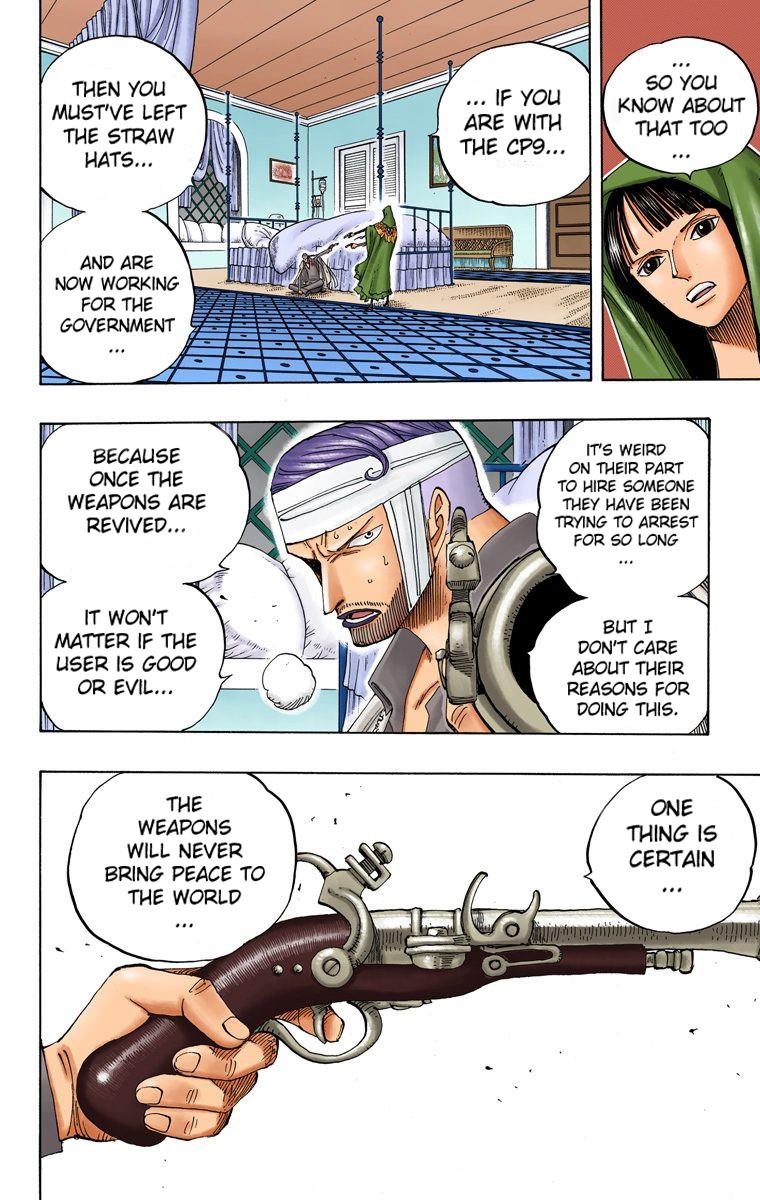 ...
SO YOU
KNOW ABOUT
THAT TOO
...
... IF YOU
ARE WITH
THE CP9...
THEN YOU
MUST'VE LEFT
THE STRAW
HATS...
AND ARE
NOW WORKING
FOR THE
GOVERNMENT
...
IT'S WEIRD
ON THEIR PART
TO HIRE SOMEONE
THEY HAVE BEEN
TRYING TO ARREST
FOR SO LONG
...
BUT I
DON'T CARE
ABOUT THEIR
REASONS FOR
DOING THIS.
BECAUSE
ONCE THE
WEAPONS ARE
REVIVED...
IT WON'T
MATTER IF THE
USER IS GOOD
OR EVIL...
ONE
THING IS
CERTAIN
...
THE
WEAPONS
WILL NEVER
BRING PEACE TO
THE WORLD
...